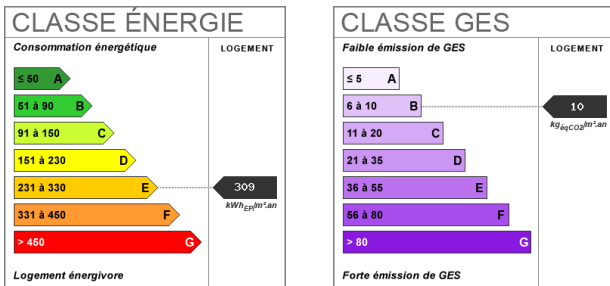 CLASSE ÉNERGIE
Consommation énergétique
LOGEMENT
≤ 50 A
51 à 90 B
91 à 150 C
151 à 230 D
231 à 330 E
309
kWhEP/m².an
331 à 450 F
> 450 G
Logement énergivore
CLASSE GES
Faible émission de GES
LOGEMENT
≤ 5 A
6 à 10 B
10
kgéqCO2/m².an
11 à 20 C
21 à 35 D
36 à 55 E
56 à 80 F
> 80 G
Forte émission de GES